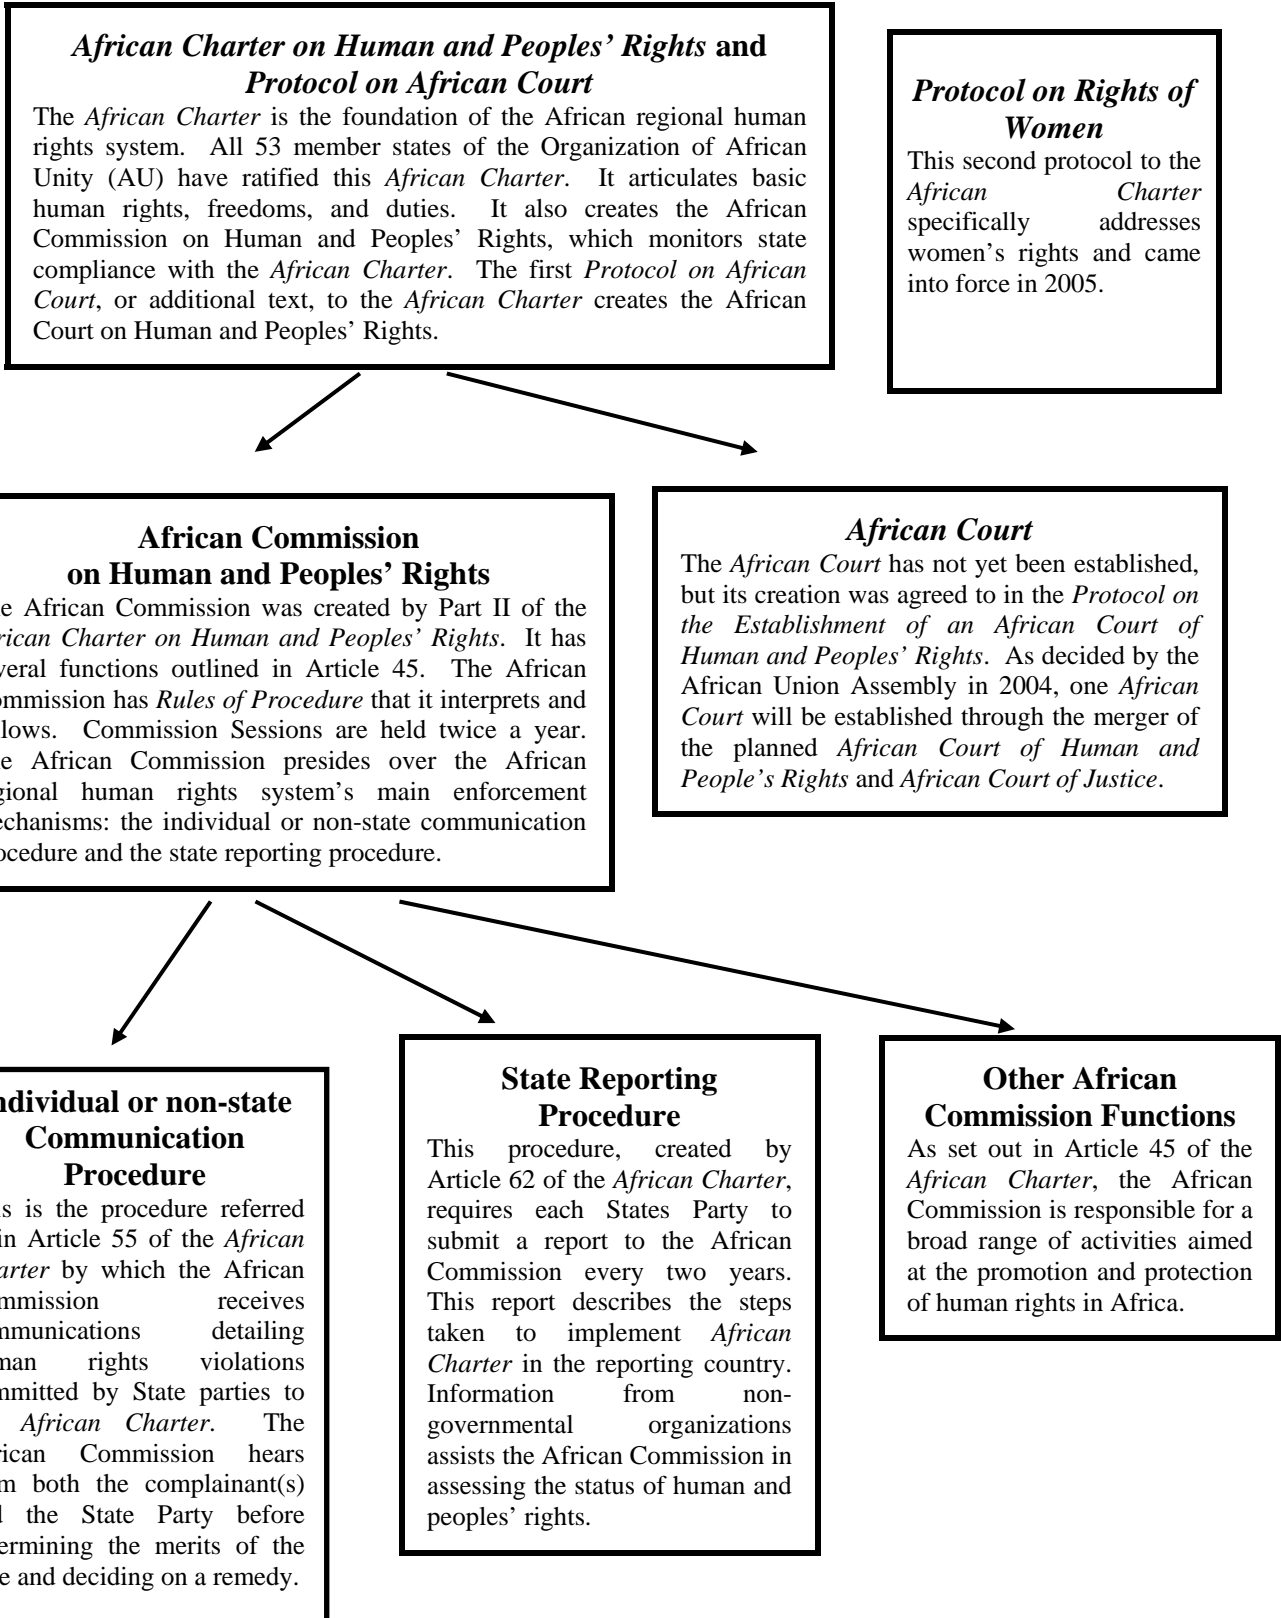 African Charter on Human and Peoples’ Rights and
Protocol on African Court
The African Charter is the foundation of the African regional human
rights system. All 53 member states of the Organization of African
Unity (AU) have ratified this African Charter. It articulates basic
human rights, freedoms, and duties. It also creates the African
Commission on Human and Peoples’ Rights, which monitors state
compliance with the African Charter. The first Protocol on African
Court, or additional text, to the African Charter creates the African
Court on Human and Peoples’ Rights.
Protocol on Rights of
Women
This second protocol to the
African Charter
specifically addresses
women’s rights and came
into force in 2005.
African Commission
on Human and Peoples’ Rights
e African Commission was created by Part II of the
rican Charter on Human and Peoples’ Rights. It has
veral functions outlined in Article 45. The African
ommission has Rules of Procedure that it interprets and
llows. Commission Sessions are held twice a year.
e African Commission presides over the African
gional human rights system’s main enforcement
echanisms: the individual or non-state communication
ocedure and the state reporting procedure.
African Court
The African Court has not yet been established,
but its creation was agreed to in the Protocol on
the Establishment of an African Court of
Human and Peoples’ Rights. As decided by the
African Union Assembly in 2004, one African
Court will be established through the merger of
the planned African Court of Human and
People’s Rights and African Court of Justice.
ndividual or non-state
Communication
Procedure
is is the procedure referred
in Article 55 of the African
arter by which the African
mmission receives
mmunications detailing
man rights violations
mmitted by State parties to
African Charter. The
rican Commission hears
m both the complainant(s)
d the State Party before
ermining the merits of the
e and deciding on a remedy.
State Reporting
Procedure
This procedure, created by
Article 62 of the African Charter,
requires each States Party to
submit a report to the African
Commission every two years.
This report describes the steps
taken to implement African
Charter in the reporting country.
Information from non-
governmental organizations
assists the African Commission in
assessing the status of human and
peoples’ rights.
Other African
Commission Functions
As set out in Article 45 of the
African Charter, the African
Commission is responsible for a
broad range of activities aimed
at the promotion and protection
of human rights in Africa.